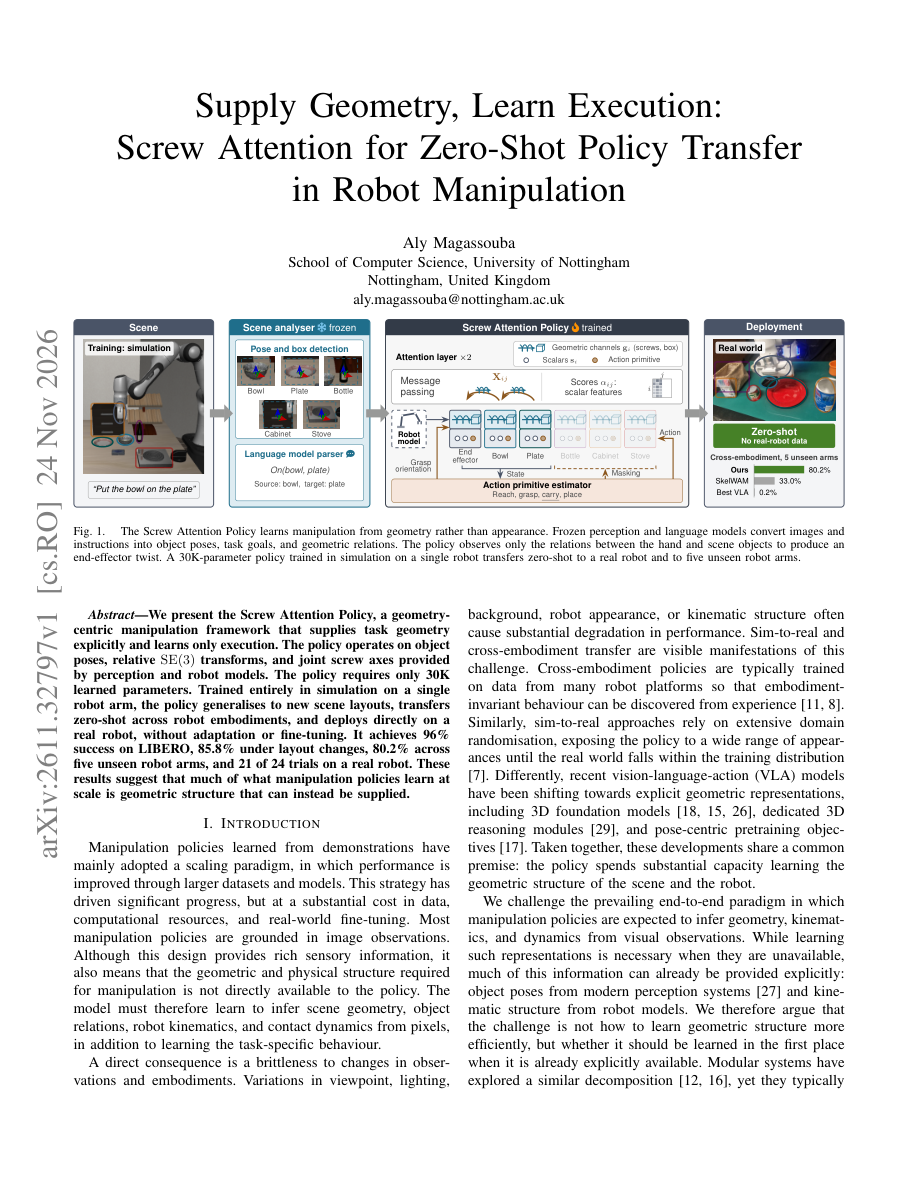 Supply Geometry, Learn Execution:
Screw Attention for Zero-Shot Policy Transfer
in Robot Manipulation
Aly Magassouba
School of Computer Science, University of Nottingham
Nottingham, United Kingdom
aly.magassouba@nottingham.ac.uk
arXiv:2611.32797v1 [cs.RO] 24 Nov 2026
Scene
Training: simulation
"Put the bowl on the plate"
Scene analyser frozen
Pose and box detection
Bowl
Plate
Bottle
Cabinet
Stove
Language model parser
On(bowl, plate)
Source: bowl, target: plate
Screw Attention Policy trained
Attention layer ×2
Geometric channels gᵢ (screws, box)
Scalars sᵢ
Action primitive
Message
passing
Xᵢⱼ
Scores αᵢⱼ:
scalar features
Robot
model
End
effector
Bowl
Plate
Bottle
Cabinet
Stove
Action
Grasp
orientation
State
Masking
Action primitive estimator
Reach, grasp, carry, place
Deployment
Real world
Zero-shot
No real-robot data
Cross-embodiment, 5 unseen arms
Ours 80.2%
SkelWAM 33.0%
Best VLA 0.2%
Fig. 1. The Screw Attention Policy learns manipulation from geometry rather than appearance. Frozen perception and language models convert images and
instructions into object poses, task goals, and geometric relations. The policy observes only the relations between the hand and scene objects to produce an
end-effector twist. A 30K-parameter policy trained in simulation on a single robot transfers zero-shot to a real robot and to five unseen robot arms.
Abstract—We present the Screw Attention Policy, a geometry-
centric manipulation framework that supplies task geometry
explicitly and learns only execution. The policy operates on object
poses, relative SE(3) transforms, and joint screw axes provided
by perception and robot models. The policy requires only 30K
learned parameters. Trained entirely in simulation on a single
robot arm, the policy generalises to new scene layouts, transfers
zero-shot across robot embodiments, and deploys directly on a
real robot, without adaptation or fine-tuning. It achieves 96%
success on LIBERO, 85.8% under layout changes, 80.2% across
five unseen robot arms, and 21 of 24 trials on a real robot. These
results suggest that much of what manipulation policies learn at
scale is geometric structure that can instead be supplied.
I. INTRODUCTION
Manipulation policies learned from demonstrations have
mainly adopted a scaling paradigm, in which performance is
improved through larger datasets and models. This strategy has
driven significant progress, but at a substantial cost in data,
computational resources, and real-world fine-tuning. Most
manipulation policies are grounded in image observations.
Although this design provides rich sensory information, it
also means that the geometric and physical structure required
for manipulation is not directly available to the policy. The
model must therefore learn to infer scene geometry, object
relations, robot kinematics, and contact dynamics from pixels,
in addition to learning the task-specific behaviour.
A direct consequence is a brittleness to changes in obser-
vations and embodiments. Variations in viewpoint, lighting,
background, robot appearance, or kinematic structure often
cause substantial degradation in performance. Sim-to-real and
cross-embodiment transfer are visible manifestations of this
challenge. Cross-embodiment policies are typically trained
on data from many robot platforms so that embodiment-
invariant behaviour can be discovered from experience [11, 8].
Similarly, sim-to-real approaches rely on extensive domain
randomisation, exposing the policy to a wide range of appear-
ances until the real world falls within the training distribution
[7]. Differently, recent vision-language-action (VLA) models
have been shifting towards explicit geometric representations,
including 3D foundation models [18, 15, 26], dedicated 3D
reasoning modules [29], and pose-centric pretraining objec-
tives [17]. Taken together, these developments share a common
premise: the policy spends substantial capacity learning the
geometric structure of the scene and the robot.
We challenge the prevailing end-to-end paradigm in which
manipulation policies are expected to infer geometry, kinemat-
ics, and dynamics from visual observations. While learning
such representations is necessary when they are unavailable,
much of this information can already be provided explicitly:
object poses from modern perception systems [27] and kine-
matic structure from robot models. We therefore argue that
the challenge is not how to learn geometric structure more
efficiently, but whether it should be learned in the first place
when it is already explicitly available. Modular systems have
explored a similar decomposition [12, 16], yet they typically